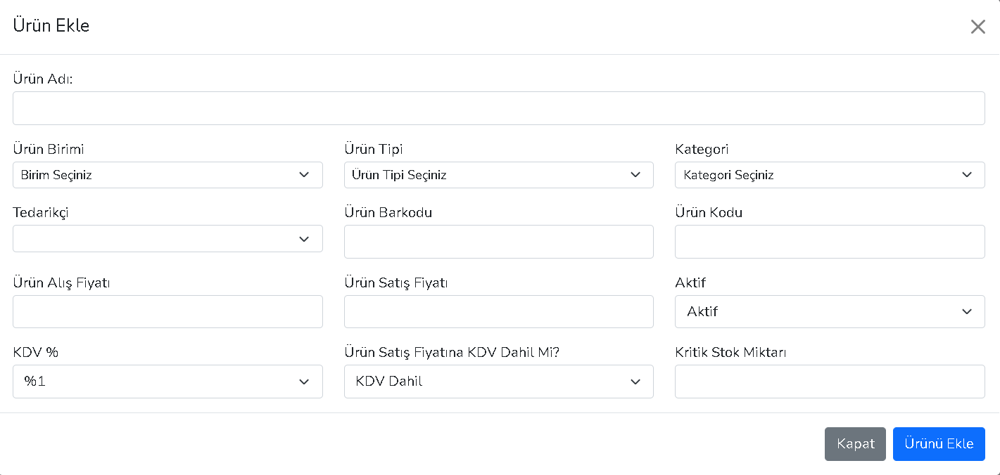 Ürün Ekle
Ürün Adı:
Ürün Birimi
Ürün Tipi
Kategori
Birim Seçiniz
Ürün Tipi Seçiniz
Kategori Seçiniz
Tedarikçi
Ürün Barkodu
Ürün Kodu
Ürün Alış Fiyatı
Ürün Satış Fiyatı
Aktif
Aktif
KDV %
Ürün Satış Fiyatına KDV Dahil Mi?
Kritik Stok Miktarı
%1
KDV Dahil
Kapat
Ürünü Ekle